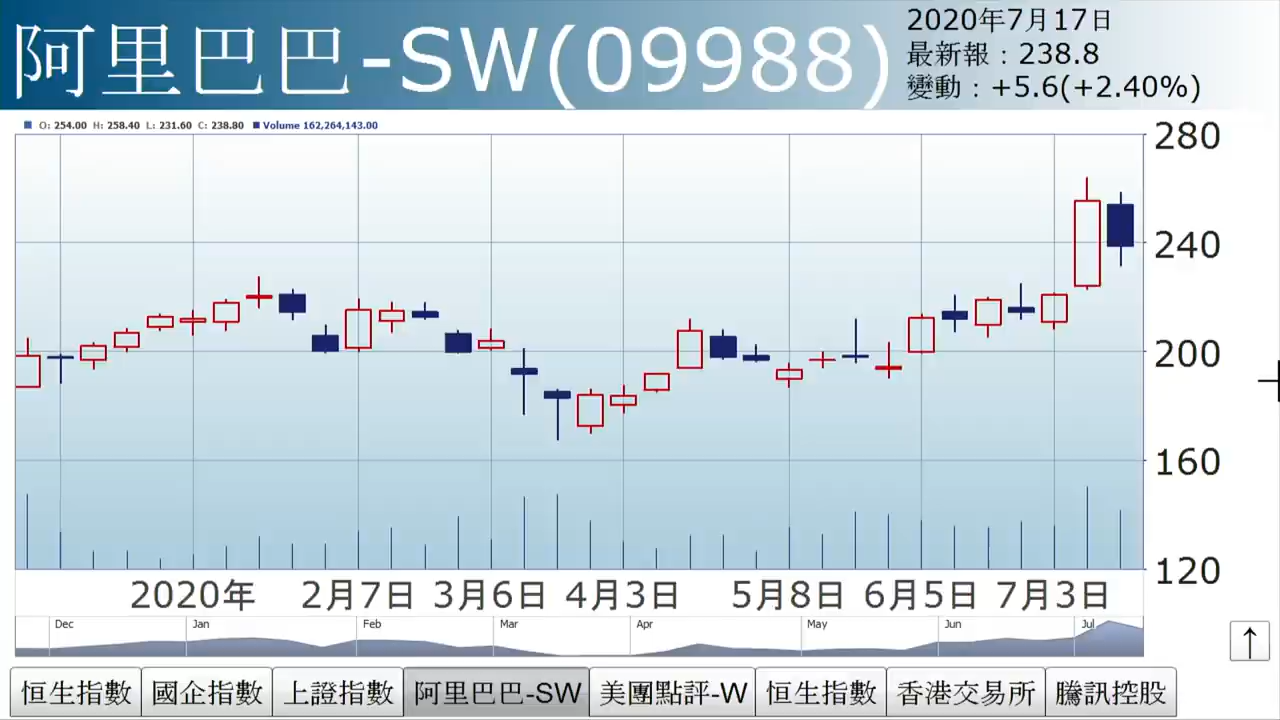 阿里巴巴-SW(09988)
2020年7月17日
最新報：238.8
變動：+5.6(+2.40%)
O: 254.00 H: 258.40 L: 231.60 C: 238.80 Volume 162,264,143.00
280
240
200
160
120
2020年 2月7日 3月6日 4月3日 5月8日 6月5日 7月3日
Dec Jan Feb Mar Apr May Jun Jul
↑
恒生指數 國企指數 上證指數 阿里巴巴-SW 美團點評-W 恒生指數 香港交易所 騰訊控股